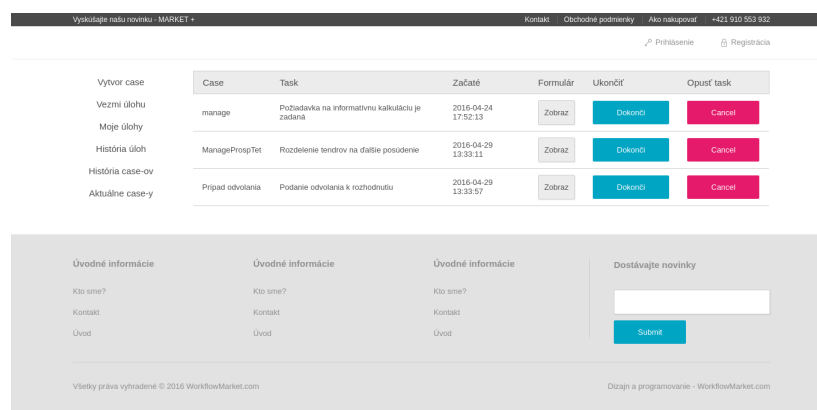 Vyskúšajte našu novinku - MARKET +
Kontakt | Obchodné podmienky | Ako nakupovať | +421 910 553 932
Prihlásenie Registrácia
Vytvor case
Vezmi úlohu
Moje úlohy
História úloh
História case-ov
Aktuálne case-y
Case Task Začaté Formulár Ukončiť Opusť task
manage Požiadavka na informatívnu kalkuláciu je zadaná 2016-04-24 17:52:13 Zobraz Dokonči Cancel
ManageProspTet Rozdelenie tendrov na ďalšie posúdenie 2016-04-29 13:33:11 Zobraz Dokonči Cancel
Prípad odvolania Podanie odvolania k rozhodnutiu 2016-04-29 13:33:57 Zobraz Dokonči Cancel
Úvodné informácie Úvodné informácie Úvodné informácie Dostávajte novinky
Kto sme? Kto sme? Kto sme?
Kontakt Kontakt Kontakt
Úvod Úvod Úvod
Submit
Všetky práva vyhradené © 2016 WorkflowMarket.com Dizajn a programovanie - WorkflowMarket.com